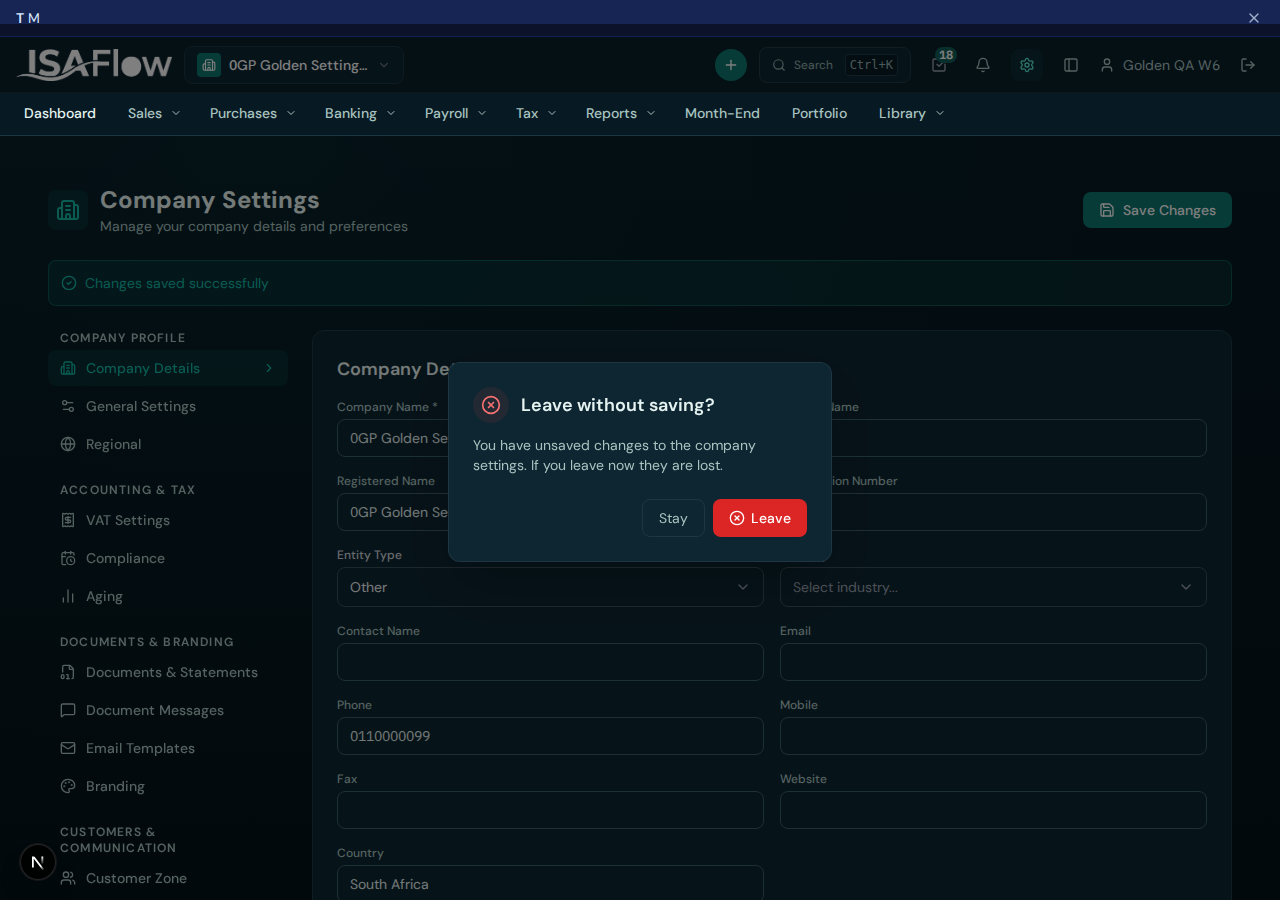 T M
ISAFlow
0GP Golden Setting...
Search Ctrl+K
18
Golden QA W6
Dashboard Sales Purchases Banking Payroll Tax Reports Month-End Portfolio Library
Company Settings
Manage your company details and preferences
Save Changes
Changes saved successfully
COMPANY PROFILE
Company Details
General Settings
Regional
ACCOUNTING & TAX
VAT Settings
Compliance
Aging
DOCUMENTS & BRANDING
Documents & Statements
Document Messages
Email Templates
Branding
CUSTOMERS &
COMMUNICATION
Customer Zone
Company De
Company Name *
0GP Golden Se
Registered Name
0GP Golden Se
Entity Type
Other
Select industry...
Contact Name
Email
Phone
Mobile
0110000099
Fax
Website
Country
South Africa
Leave without saving?
You have unsaved changes to the company
settings. If you leave now they are lost.
Stay
Leave
Name
ion Number
N